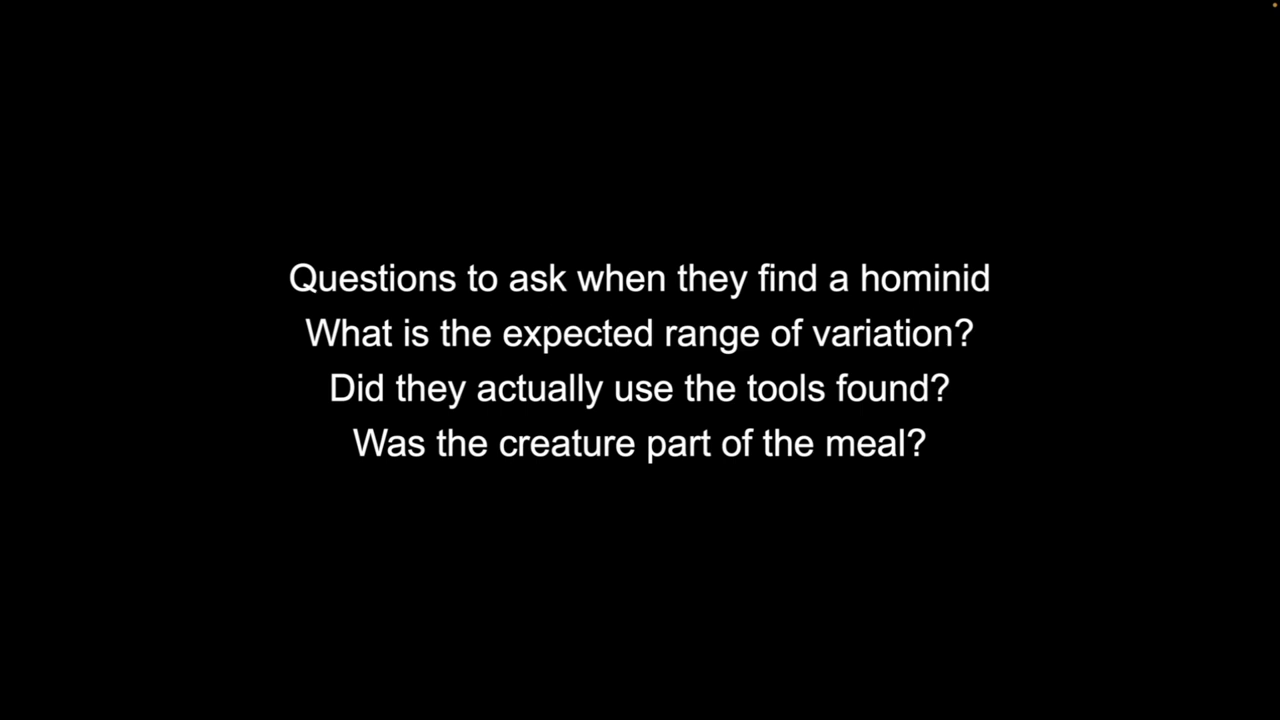 Questions to ask when they find a hominid
What is the expected range of variation?
Did they actually use the tools found?
Was the creature part of the meal?